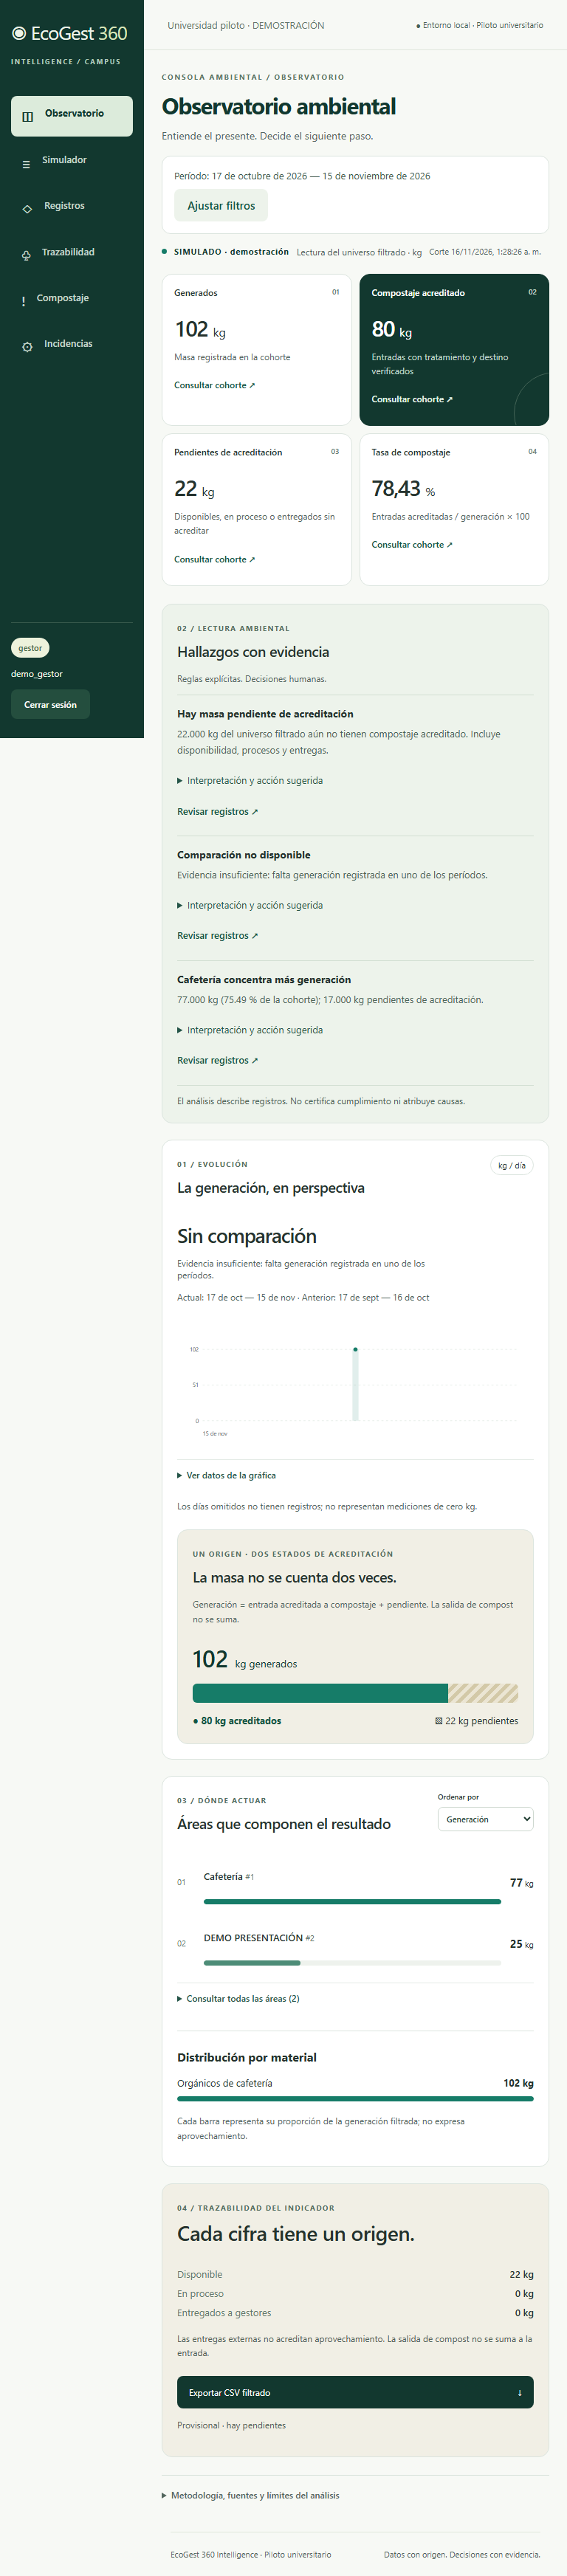 EcoGest 360
INTELLIGENCE / CAMPUS
Observatorio
Simulador
Registros
Trazabilidad
Compostaje
Incidencias
gestor
demo_gestor
Cerrar sesión
Universidad piloto · DEMOSTRACIÓN
● Entorno local · Piloto universitario
CONSOLA AMBIENTAL / OBSERVATORIO
Observatorio ambiental
Entiende el presente. Decide el siguiente paso.
Período: 17 de octubre de 2026 — 15 de noviembre de 2026
Ajustar filtros
SIMULADO · demostración Lectura del universo filtrado · kg Corte 16/11/2026, 1:28:26 a. m.
Generados 01
102 kg
Masa registrada en la cohorte
Consultar cohorte ↗
Compostaje acreditado 02
80 kg
Entradas con tratamiento y destino
verificados
Consultar cohorte ↗
Pendientes de acreditación 03
22 kg
Disponibles, en proceso o entregados sin
acreditar
Consultar cohorte ↗
Tasa de compostaje 04
78,43 %
Entradas acreditadas / generación × 100
Consultar cohorte ↗
02 / LECTURA AMBIENTAL
Hallazgos con evidencia
Reglas explícitas. Decisiones humanas.
Hay masa pendiente de acreditación
22.000 kg del universo filtrado aún no tienen compostaje acreditado. Incluye
disponibilidad, procesos y entregas.
▶ Interpretación y acción sugerida
Revisar registros ↗
Comparación no disponible
Evidencia insuficiente: falta generación registrada en uno de los períodos.
▶ Interpretación y acción sugerida
Revisar registros ↗
Cafetería concentra más generación
77.000 kg (75.49 % de la cohorte); 17.000 kg pendientes de acreditación.
▶ Interpretación y acción sugerida
Revisar registros ↗
El análisis describe registros. No certifica cumplimiento ni atribuye causas.
01 / EVOLUCIÓN
kg / día
La generación, en perspectiva
Sin comparación
Evidencia insuficiente: falta generación registrada en uno de los
períodos.
Actual: 17 de oct — 15 de nov · Anterior: 17 de sept — 16 de oct
102
51
0
15 de nov
▶ Ver datos de la gráfica
Los días omitidos no tienen registros; no representan mediciones de cero kg.
UN ORIGEN · DOS ESTADOS DE ACREDITACIÓN
La masa no se cuenta dos veces.
Generación = entrada acreditada a compostaje + pendiente. La salida de compost
no se suma.
102 kg generados
● 80 kg acreditados
▨ 22 kg pendientes
03 / DÓNDE ACTUAR
Áreas que componen el resultado
Ordenar por
Generación
01 Cafetería #1 77 kg
02 DEMO PRESENTACIÓN #2 25 kg
▶ Consultar todas las áreas (2)
Distribución por material
Orgánicos de cafetería 102 kg
Cada barra representa su proporción de la generación filtrada; no expresa
aprovechamiento.
04 / TRAZABILIDAD DEL INDICADOR
Cada cifra tiene un origen.
Disponible 22 kg
En proceso 0 kg
Entregados a gestores 0 kg
Las entregas externas no acreditan aprovechamiento. La salida de compost no se suma a la
entrada.
Exportar CSV filtrado ↓
Provisional · hay pendientes
▶ Metodología, fuentes y límites del análisis
EcoGest 360 Intelligence · Piloto universitario
Datos con origen. Decisiones con evidencia.